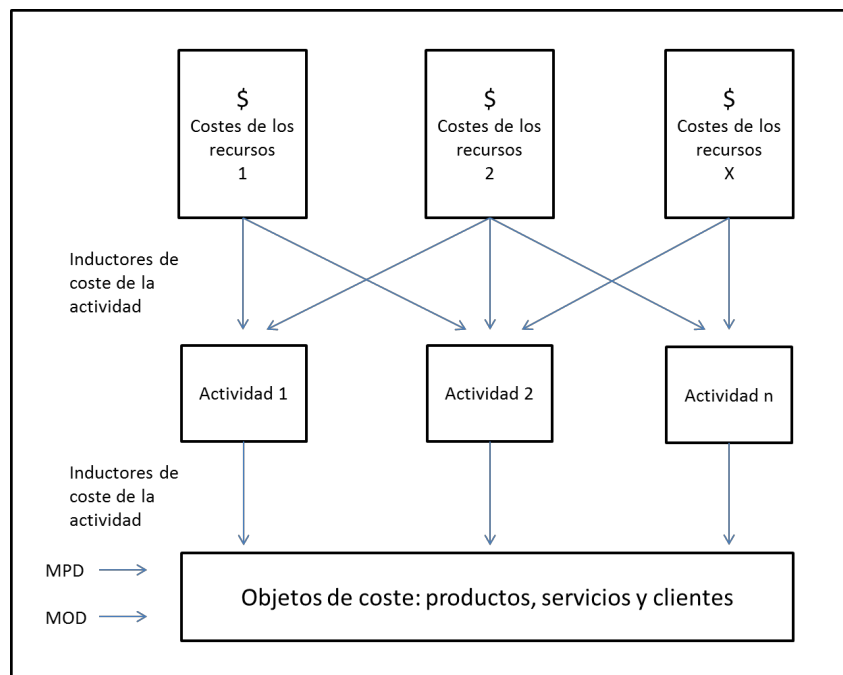 $
Costes de los
recursos
1
$
Costes de los
recursos
2
$
Costes de los
recursos
X
Inductores de
coste de la
actividad
Actividad 1
Actividad 2
Actividad n
Inductores de
coste de la
actividad
MPD
MOD
Objetos de coste: productos, servicios y clientes